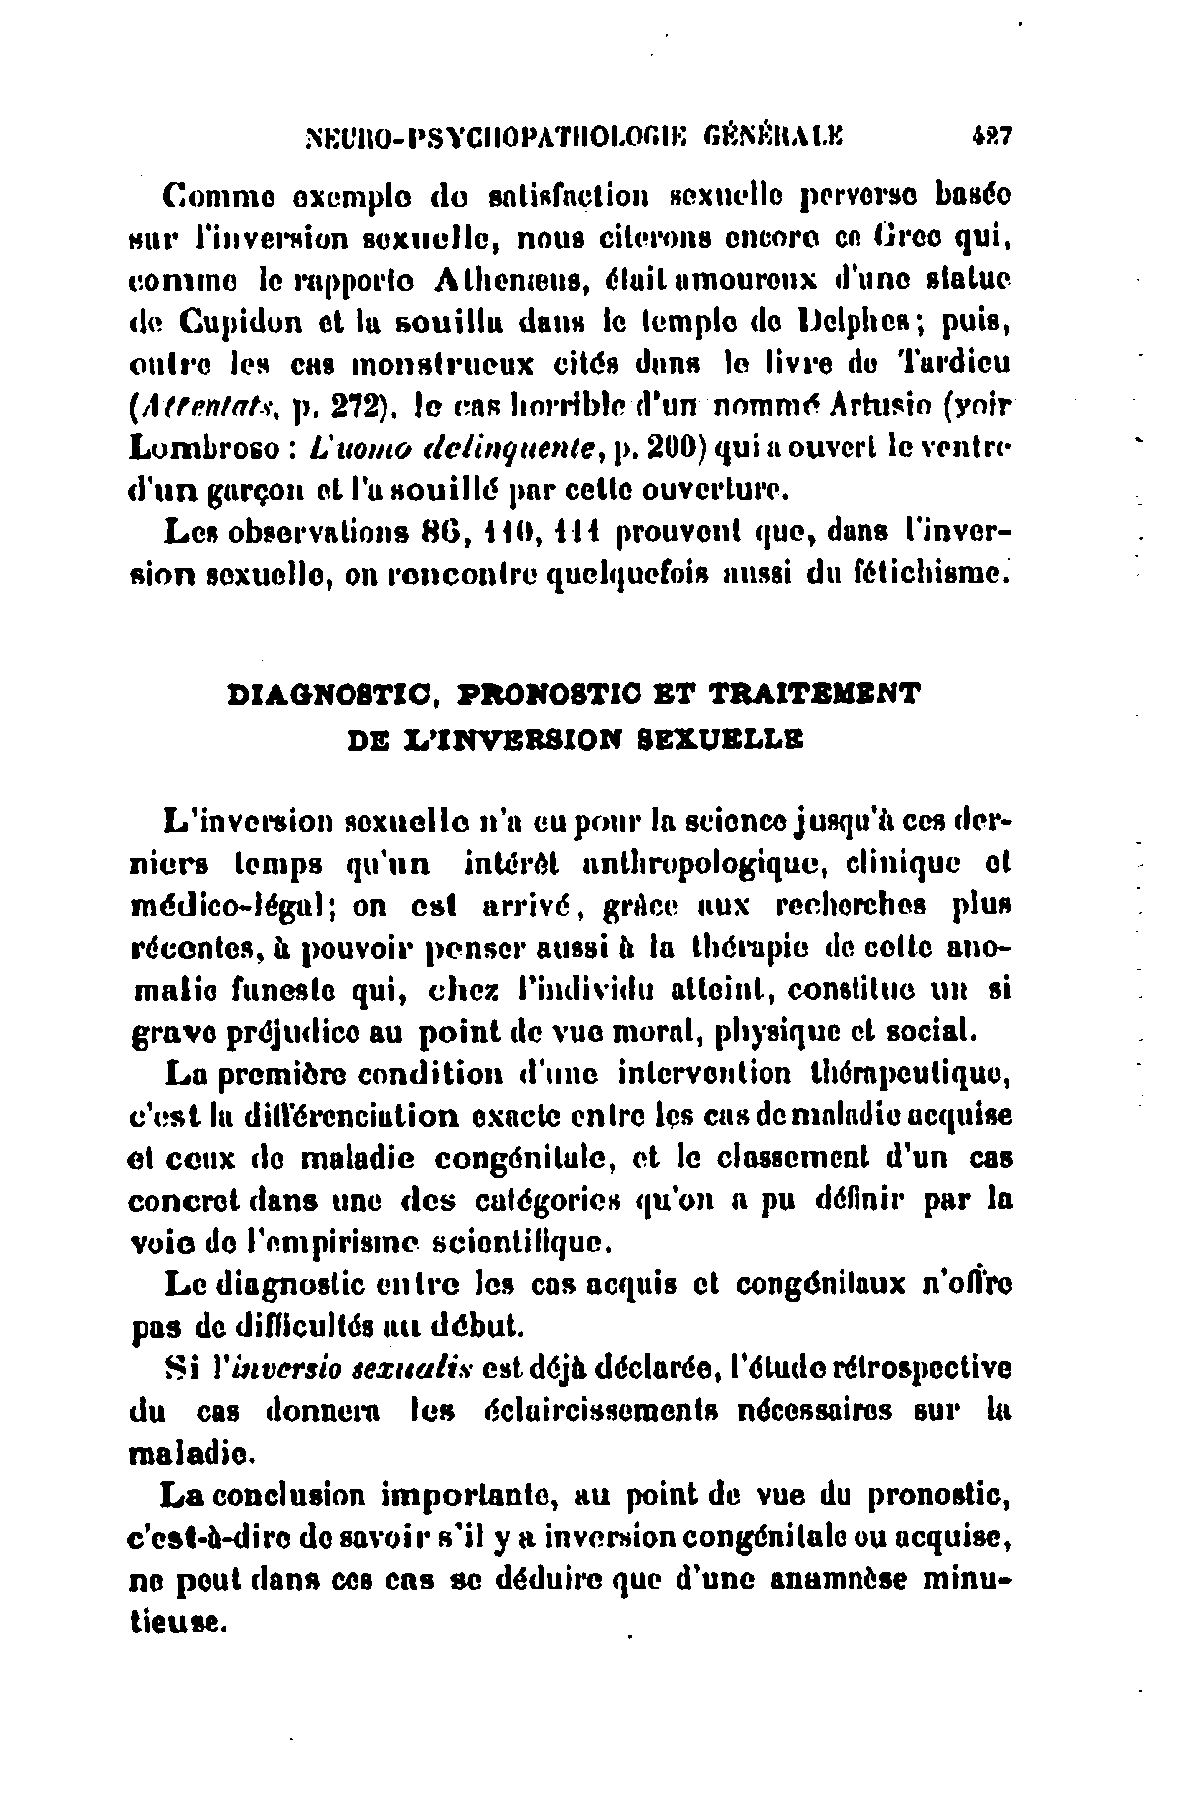 NEURO-PSYCHOPATHOLOGIE GÉNÉRALE 427
Comme exemple de satisfaction sexuelle perverse basée
sur l'inversion sexuelle, nous citerons encore ce Grec qui,
comme le rapporte Athenæus, était amoureux d'une statue
de Cupidon et la souilla dans le temple de Delphes; puis,
outre les cas monstrueux cités dans le livre de Tardieu
(Attentats, p. 272), le cas horrible d'un nommé Artusio (voir
Lombroso : L'uomo delinquente, p. 200) qui a ouvert le ventre
d'un garçon et l'a souillé par cette ouverture.
Les observations 86, 110, 111 prouvent que, dans l'inver-
sion sexuelle, on rencontre quelquefois aussi du fétichisme.
DIAGNOSTIC, PRONOSTIC ET TRAITEMENT
DE L'INVERSION SEXUELLE
L'inversion sexuelle n'a eu pour la science jusqu'à ces der-
niers temps qu'un intérêt anthropologique, clinique et
médico-légal; on est arrivé, grâce aux recherches plus
récentes, à pouvoir penser aussi à la thérapie de cette ano-
malie funeste qui, chez l'individu atteint, constitue un si
grave préjudice au point de vue moral, physique et social.
La première condition d'une intervention thérapeutique,
c'est la différenciation exacte entre les cas de maladie acquise
et ceux de maladie congénitale, et le classement d'un cas
concret dans une des catégories qu'on a pu définir par la
voie de l'empirisme scientifique.
Le diagnostic entre les cas acquis et congénitaux n'offre
pas de difficultés au début.
Si l'inversio sexualis est déjà déclarée, l'étude rétrospective
du cas donnera les éclaircissements nécessaires sur la
maladie.
La conclusion importante, au point de vue du pronostic,
c'est-à-dire de savoir s'il y a inversion congénitale ou acquise,
ne peut dans ces cas se déduire que d'une anamnèse minu-
tieuse.